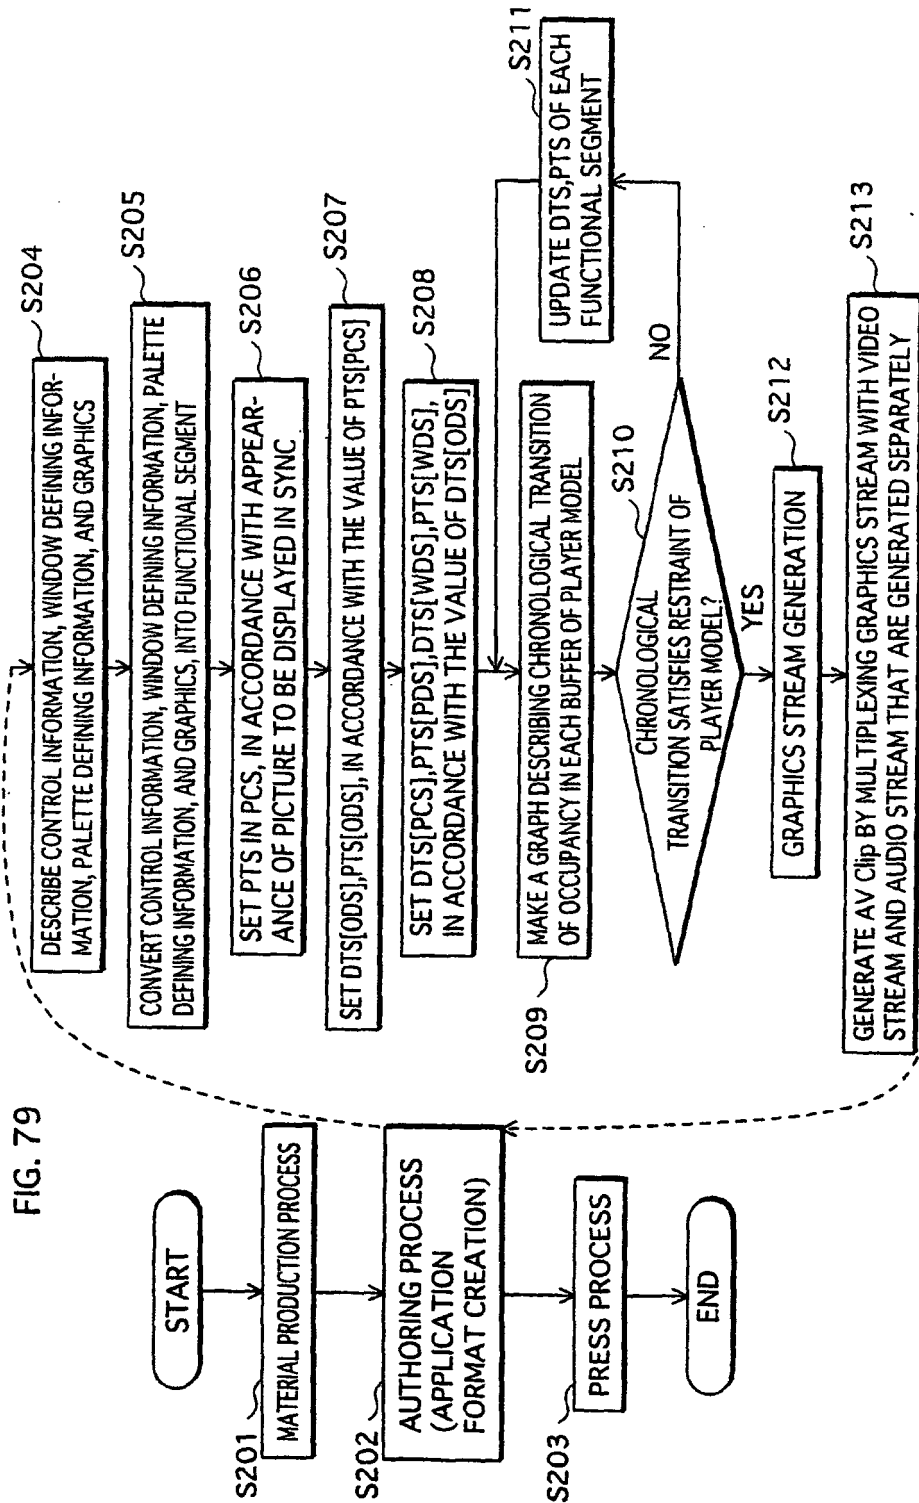 FIG. 79
START
S201
MATERIAL PRODUCTION PROCESS
S202
AUTHORING PROCESS
(APPLICATION
FORMAT CREATION)
S203
PRESS PROCESS
END
S204
DESCRIBE CONTROL INFORMATION, WINDOW DEFINING INFOR-
MATION, PALETTE DEFINING INFORMATION, AND GRAPHICS
S205
CONVERT CONTROL INFORMATION, WINDOW DEFINING INFORMATION, PALETTE
DEFINING INFORMATION, AND GRAPHICS, INTO FUNCTIONAL SEGMENT
S206
SET PTS IN PCS, IN ACCORDANCE WITH APPEAR-
ANCE OF PICTURE TO BE DISPLAYED IN SYNC
S207
SET DTS[ODS],PTS[ODS], IN ACCORDANCE WITH THE VALUE OF PTS[PCS]
S208
SET DTS[PCS],PTS[PDS],DTS[WDS],PTS[WDS],
IN ACCORDANCE WITH THE VALUE OF DTS[ODS]
S209
MAKE A GRAPH DESCRIBING CHRONOLOGICAL TRANSITION
OF OCCUPANCY IN EACH BUFFER OF PLAYER MODEL
S210
CHRONOLOGICAL
TRANSITION SATISFIES RESTRAINT OF
PLAYER MODEL?
NO
S211
UPDATE DTS,PTS OF EACH
FUNCTIONAL SEGMENT
YES
S212
GRAPHICS STREAM GENERATION
S213
GENERATE AV Clip BY MULTIPLEXING GRAPHICS STREAM WITH VIDEO
STREAM AND AUDIO STREAM THAT ARE GENERATED SEPARATELY